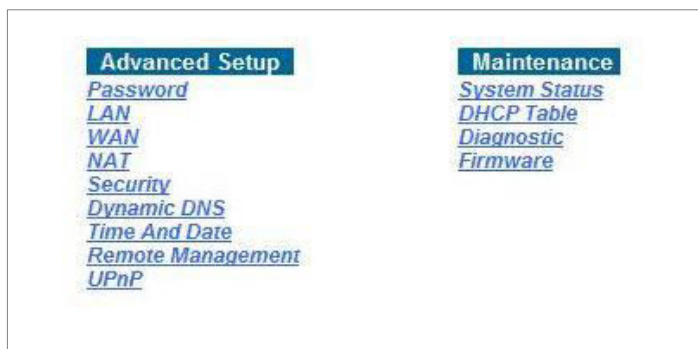 Advanced Setup
Password
LAN
WAN
NAT
Security
Dynamic DNS
Time And Date
Remote Management
UPnP
Maintenance
System Status
DHCP Table
Diagnostic
Firmware